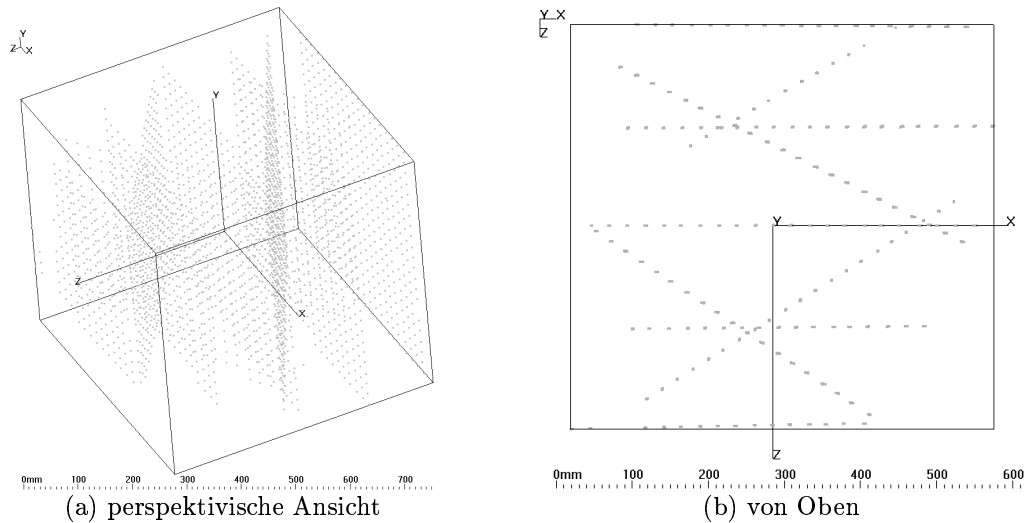 Y
Z X
Y
Z
X
0mm 100 200 300 400 500 600 700
(a) perspektivische Ansicht
Y X
Z
Y X
Z
0mm 100 200 300 400 500 600
(b) von Oben